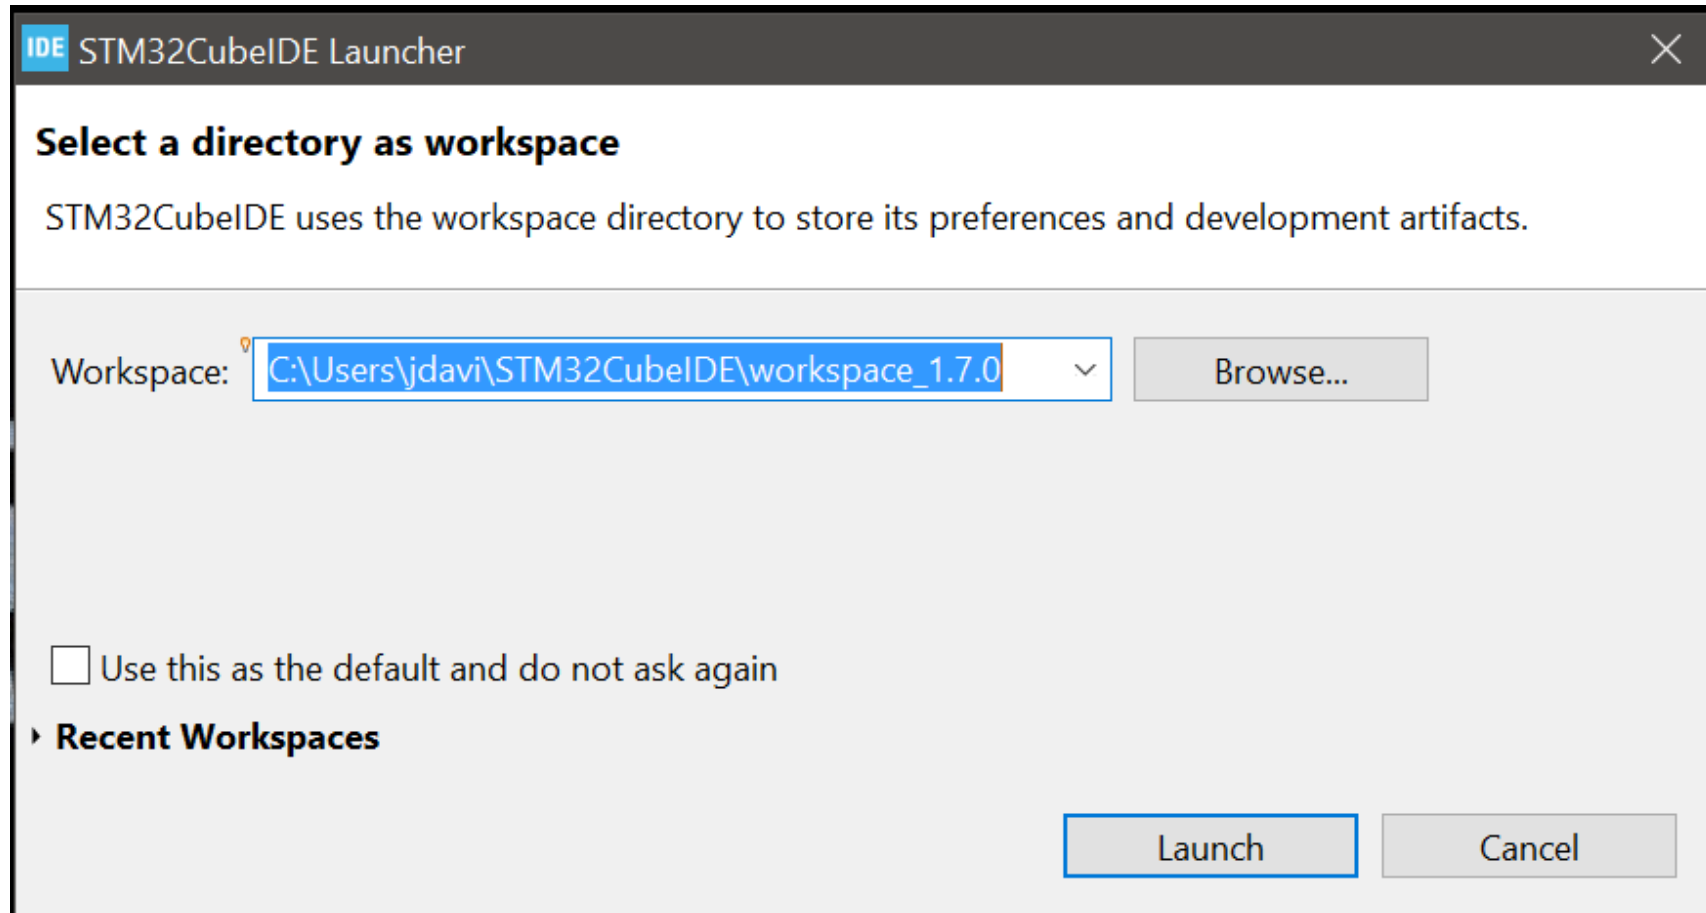 IDE STM32CubeIDE Launcher
Select a directory as workspace
STM32CubeIDE uses the workspace directory to store its preferences and development artifacts.
Workspace: C:\Users\jdavi\STM32CubeIDE\workspace_1.7.0 Browse...
Use this as the default and do not ask again
Recent Workspaces
Launch Cancel